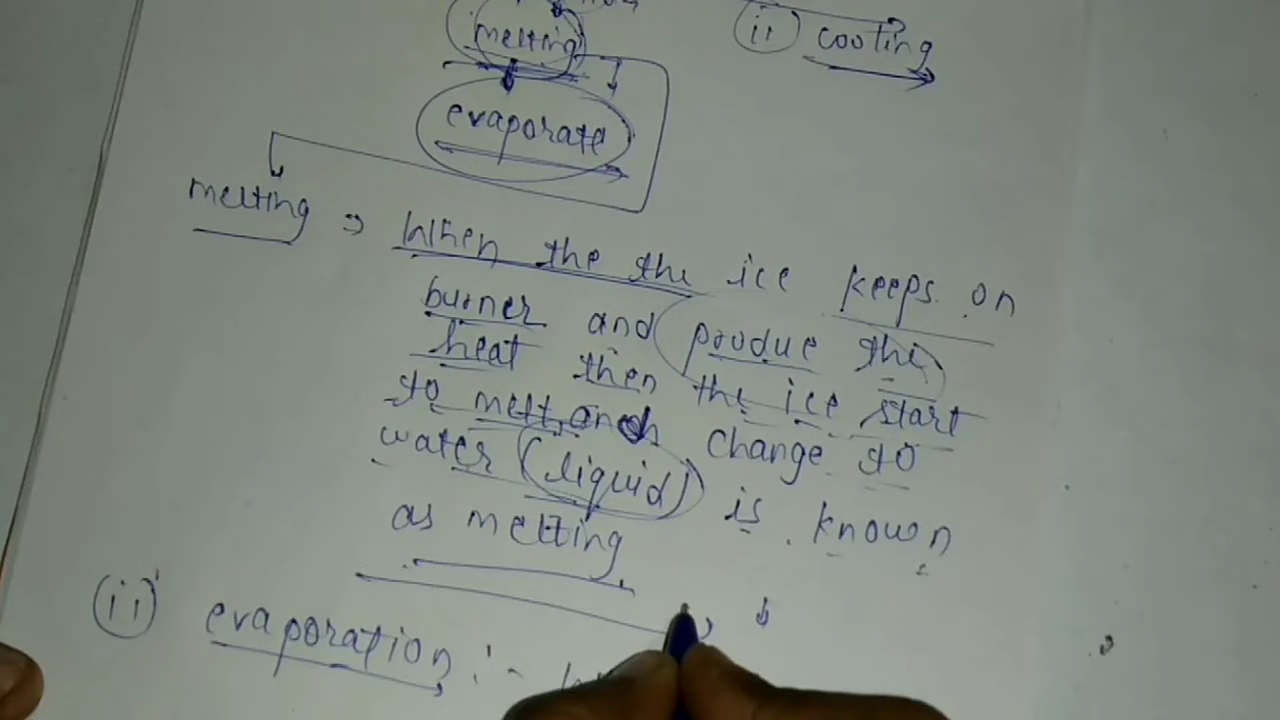 melting
(ii) cooling
evaporate
melting ⇒ When the the ice keeps on
burner and produe the
heat then the ice start
to melt, and change to
water (liquid) is known
as melting
(ii) evaporation :-